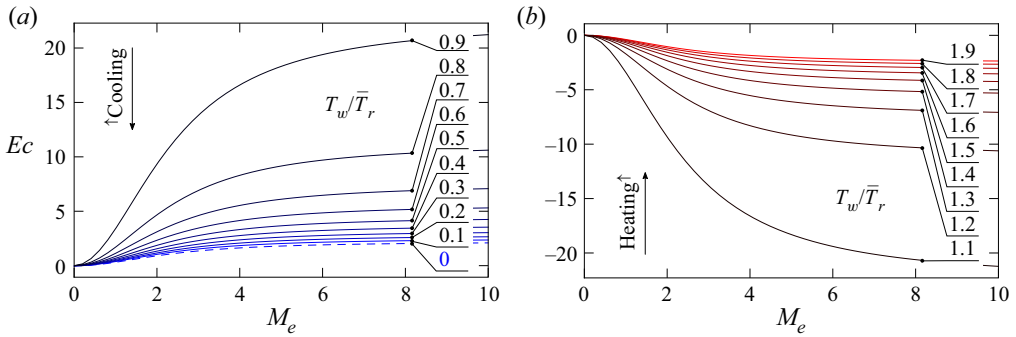 (a)
20
15
10
5
0
Ec
↑Cooling
T_w/T̅_r
0.9
0.8
0.7
0.6
0.5
0.4
0.3
0.2
0.1
0
0 2 4 6 8 10
M_e
(b)
0
−5
−10
−15
−20
Heating↑
T_w/T̅_r
1.9
1.8
1.7
1.6
1.5
1.4
1.3
1.2
1.1
0 2 4 6 8 10
M_e